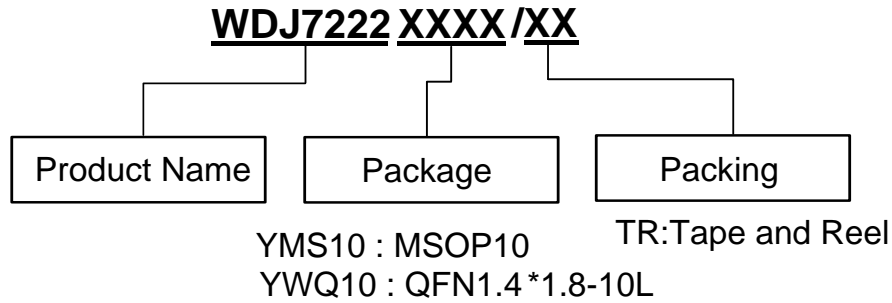 WDJ7222 XXXX /XX
Product Name
Package
Packing
YMS10 : MSOP10
TR:Tape and Reel
YWQ10 : QFN1.4*1.8-10L